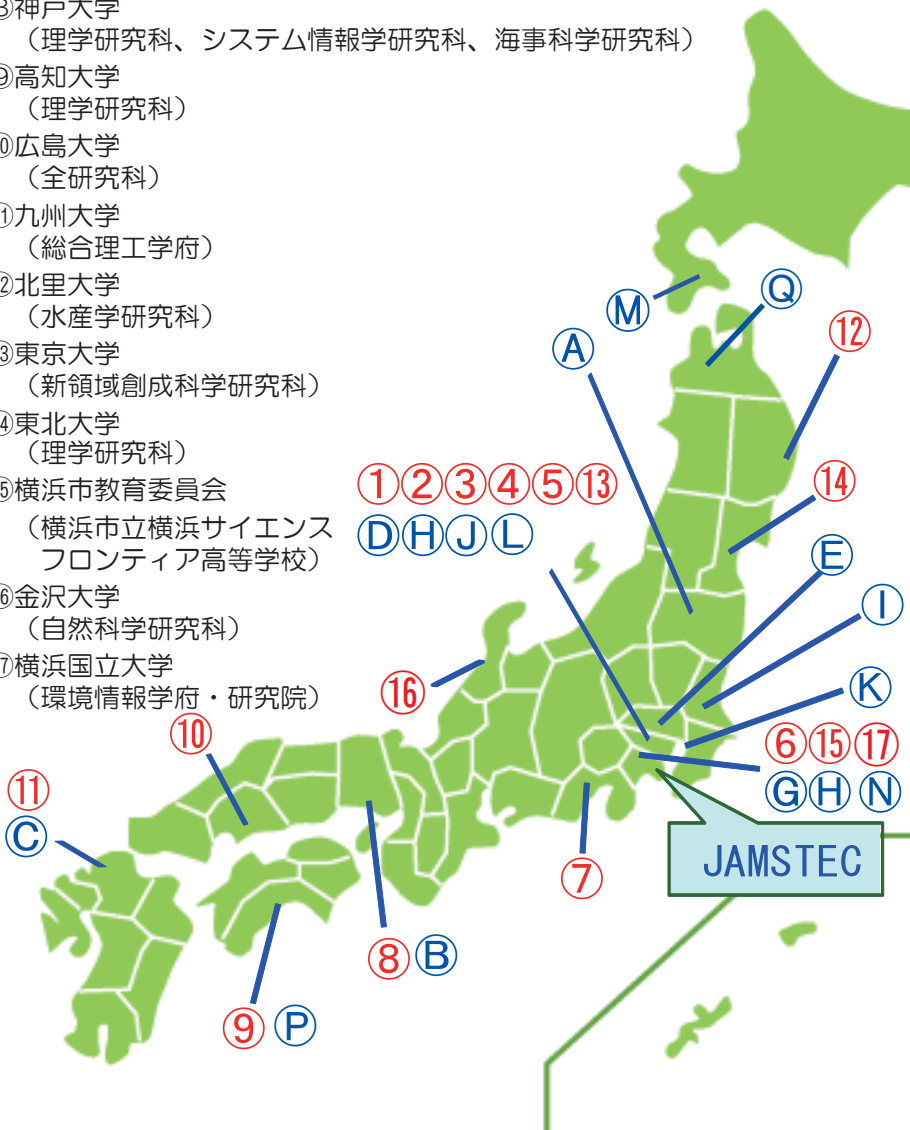 ⑧神戸大学
（理学研究科、システム情報学研究科、海事科学研究科）
⑨高知大学
（理学研究科）
⑩広島大学
（全研究科）
⑪九州大学
（総合理工学府）
⑫北里大学
（水産学研究科）
⑬東京大学
（新領域創成科学研究科）
⑭東北大学
（理学研究科）
⑮横浜市教育委員会
（横浜市立横浜サイエンス
フロンティア高等学校）
⑯金沢大学
（自然科学研究科）
⑰横浜国立大学
（環境情報学府・研究院）
Ⓜ
Ⓠ
Ⓐ
⑫
①②③④⑤⑬
ⒹⒽⒿⓁ
⑭
Ⓔ
Ⓘ
⑯
Ⓚ
⑩
⑥⑮⑰
ⒼⒽⓃ
⑪
Ⓒ
JAMSTEC
⑦
⑧Ⓑ
⑨Ⓟ